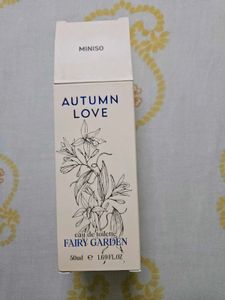 MINISO
AUTUMN
LOVE
eau de toilette
FAIRY GARDEN
50ml ℮ 1.69 FL.OZ